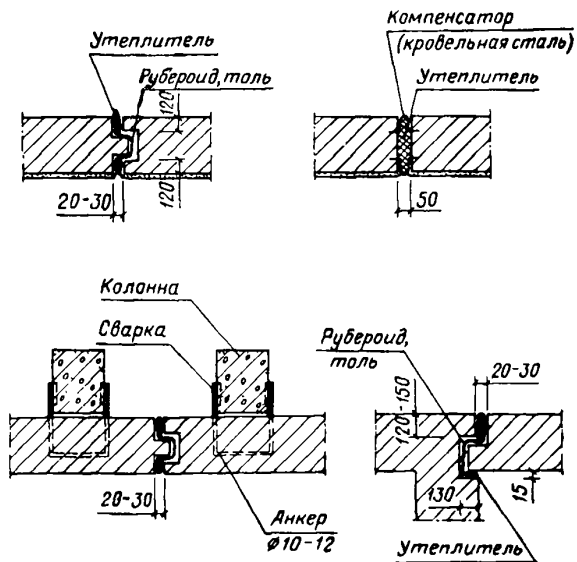 Утеплитель
Рубероид, толь
120
120
20-30
Компенсатор
(кровельная сталь)
Утеплитель
50
Колонна
Сварка
20-30
Анкер
ф10-12
Рубероид,
толь
20-30
120-150
130
15
Утеплитель